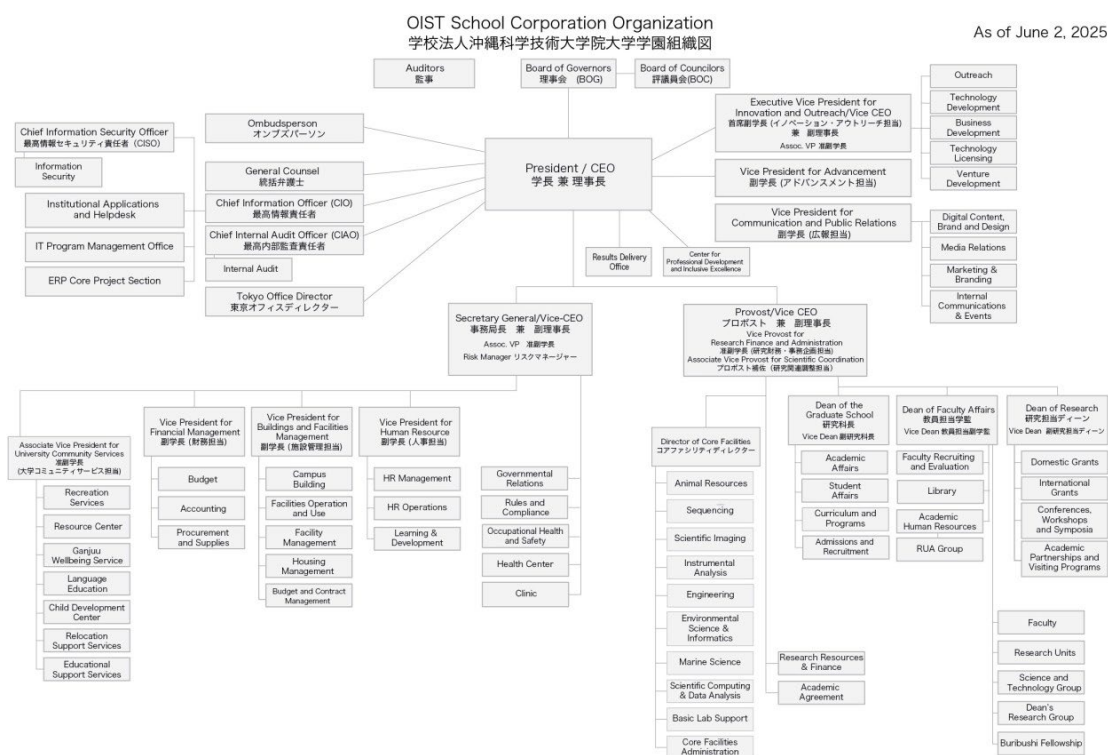 OIST School Corporation Organization
学校法人沖縄科学技術大学院大学学園組織図
As of June 2, 2025
Auditors
監事
Board of Governors
理事会 (BOG)
Board of Councilors
評議員会(BOC)
Ombudsperson
オンブズパーソン
General Counsel
統括弁護士
Chief Information Officer (CIO)
最高情報責任者
Chief Internal Audit Officer (CIAO)
最高内部監査責任者
Internal Audit
Tokyo Office Director
東京オフィスディレクター
Chief Information Security Officer
最高情報セキュリティ責任者 (CISO)
Information
Security
Institutional Applications
and Helpdesk
IT Program Management Office
ERP Core Project Section
President / CEO
学長 兼 理事長
Executive Vice President for
Innovation and Outreach/Vice CEO
首席副学長 (イノベーション・アウトリーチ担当)
兼 副理事長
Assoc. VP 准副学長
Outreach
Technology
Development
Business
Development
Technology
Licensing
Venture
Development
Vice President for Advancement
副学長 (アドバンスメント担当)
Vice President for
Communication and Public Relations
副学長 (広報担当)
Digital Content,
Brand and Design
Media Relations
Marketing &
Branding
Internal
Communications
& Events
Results Delivery
Office
Center for
Professional Development
and Inclusive Excellence
Secretary General/Vice-CEO
事務局長 兼 副理事長
Assoc. VP 准副学長
Risk Manager リスクマネージャー
Provost/Vice CEO
プロボスト 兼 副理事長
Vice Provost for
Research Finance and Administration
准副学長 (研究財務・事務企画担当)
Associate Vice Provost for Scientific Coordination
プロボスト補佐 (研究関連調整担当)
Associate Vice President for
University Community Services
准副学長
(大学コミュニティサービス担当)
Recreation
Services
Resource Center
Ganjuu
Wellbeing Service
Language
Education
Child Development
Center
Relocation
Support Services
Educational
Support Services
Vice President for
Financial Management
副学長 (財務担当)
Budget
Accounting
Procurement
and Supplies
Vice President for
Buildings and Facilities
Management
副学長 (施設管理担当)
Campus
Building
Facilities Operation
and Use
Facility
Management
Housing
Management
Budget and Contract
Management
Vice President for
Human Resource
副学長 (人事担当)
HR Management
HR Operations
Learning &
Development
Governmental
Relations
Rules and
Compliance
Occupational Health
and Safety
Health Center
Clinic
Director of Core Facilities
コアファシリティディレクター
Animal Resources
Sequencing
Scientific Imaging
Instrumental
Analysis
Engineering
Environmental
Science &
Informatics
Marine Science
Scientific Computing
& Data Analysis
Basic Lab Support
Core Facilities
Administration
Research Resources
& Finance
Academic
Agreement
Dean of the
Graduate School
研究科長
Vice Dean 副研究科長
Academic
Affairs
Student
Affairs
Curriculum and
Programs
Admissions and
Recruitment
Dean of Faculty Affairs
教員担当学監
Vice Dean 教員担当副学監
Faculty Recruiting
and Evaluation
Library
Academic
Human Resources
RUA Group
Dean of Research
研究担当ディーン
Vice Dean 副研究担当ディーン
Domestic Grants
International
Grants
Conferences,
Workshops
and Symposia
Academic
Partnerships and
Visiting Programs
Faculty
Research Units
Science and
Technology Group
Dean's
Research Group
Buribushi Fellowship